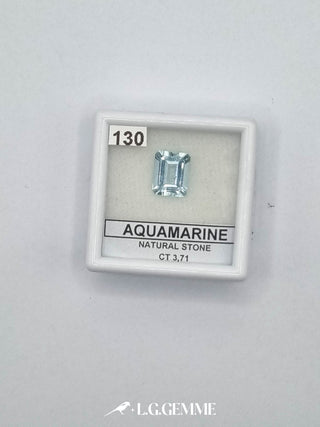 130
AQUAMARINE
NATURAL STONE
CT 3,71
L.G.GEMME